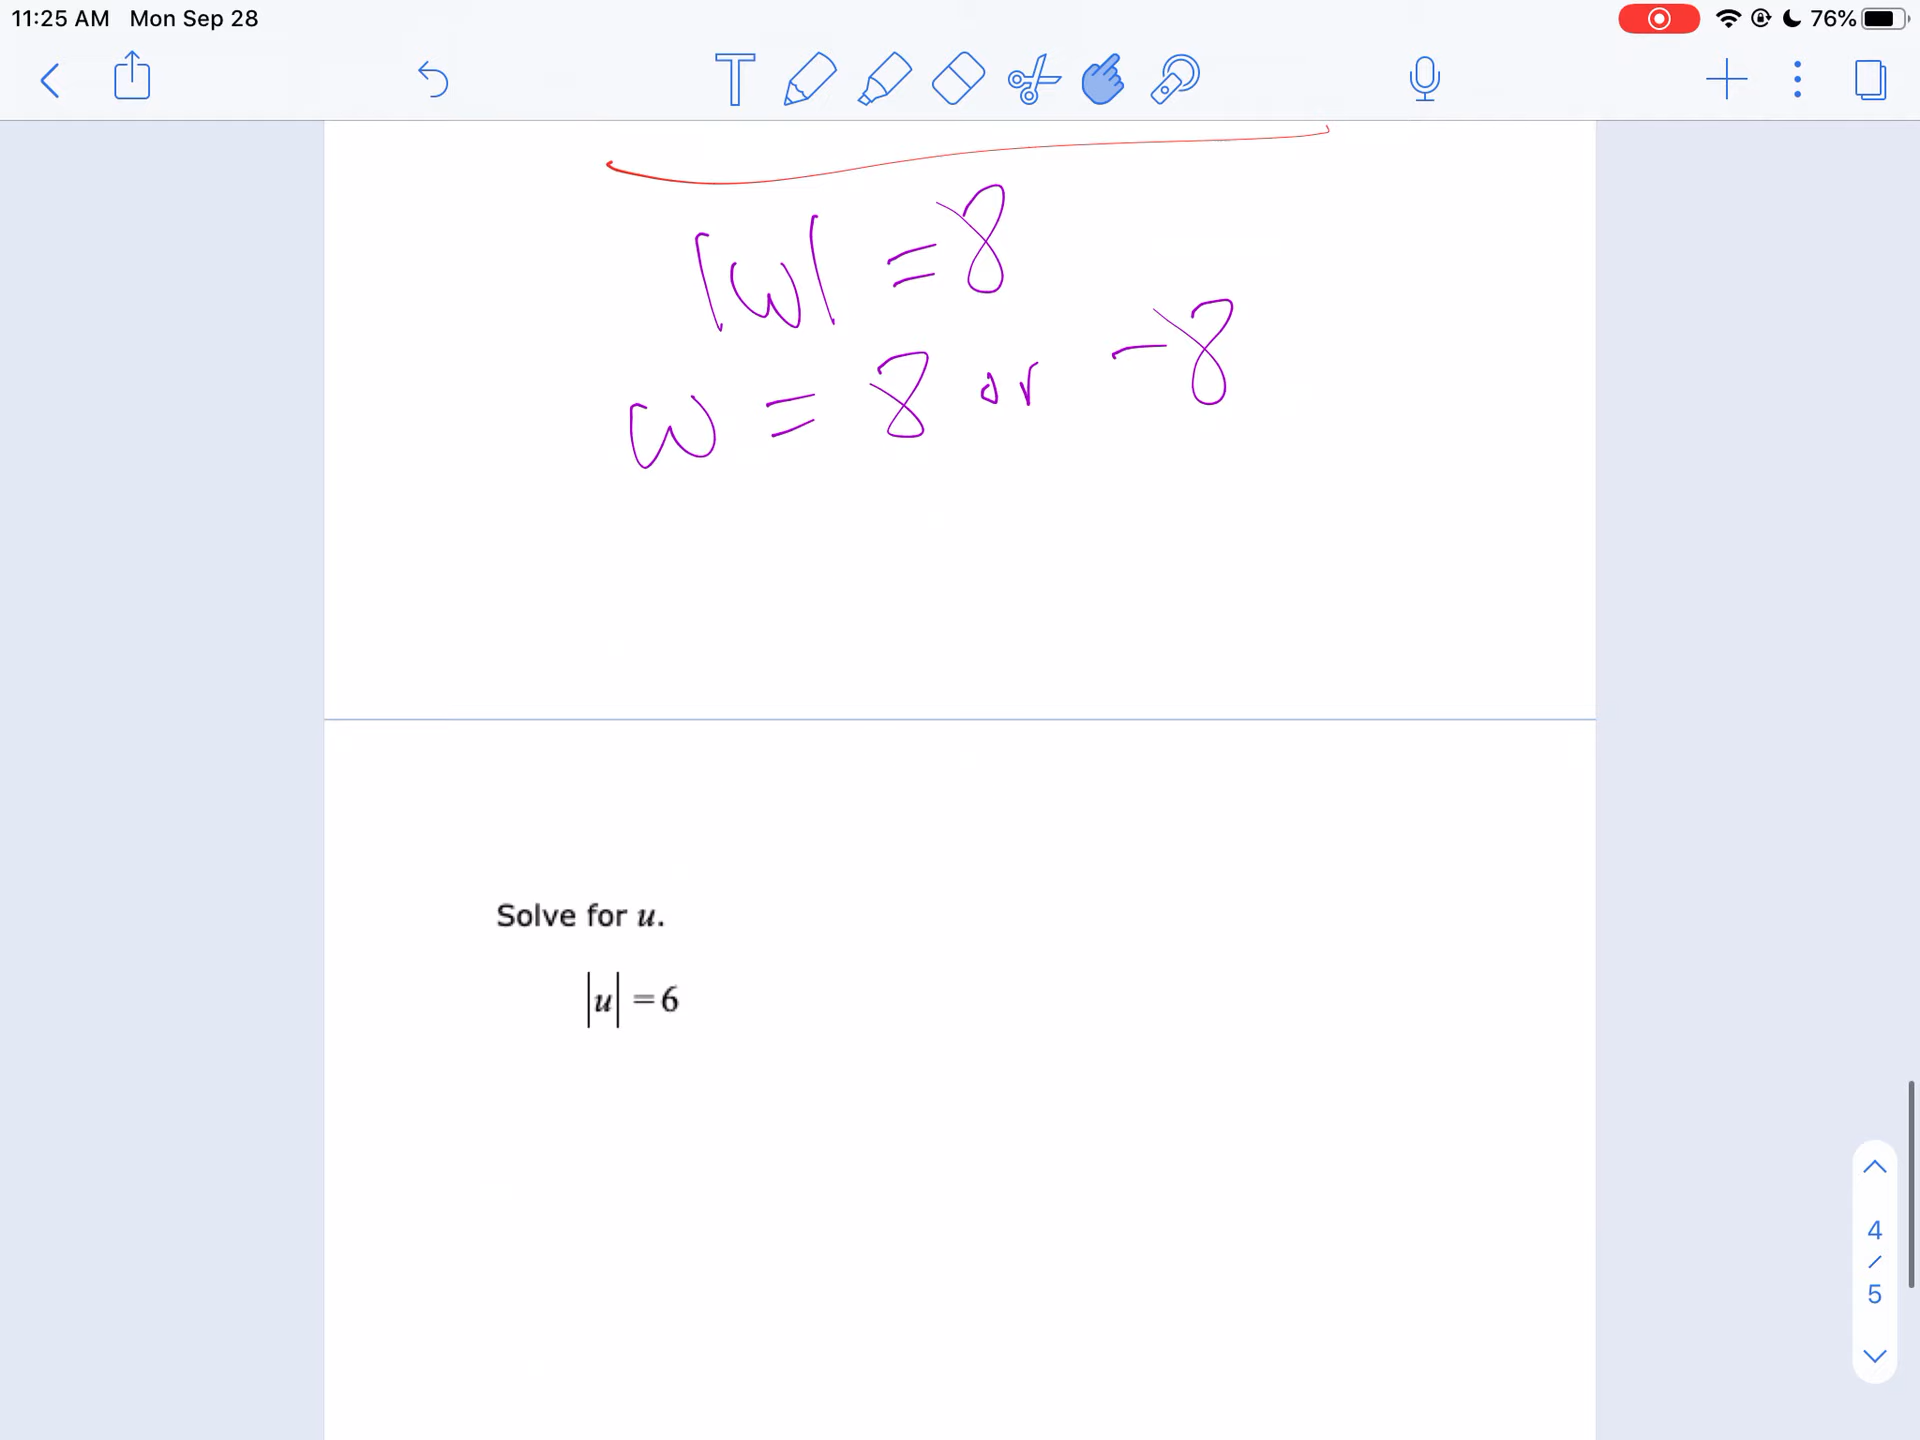 11:25 AM Mon Sep 28
76%
T
|w| = 8
w = 8 or -8
Solve for u.
|u| = 6
4
/
5